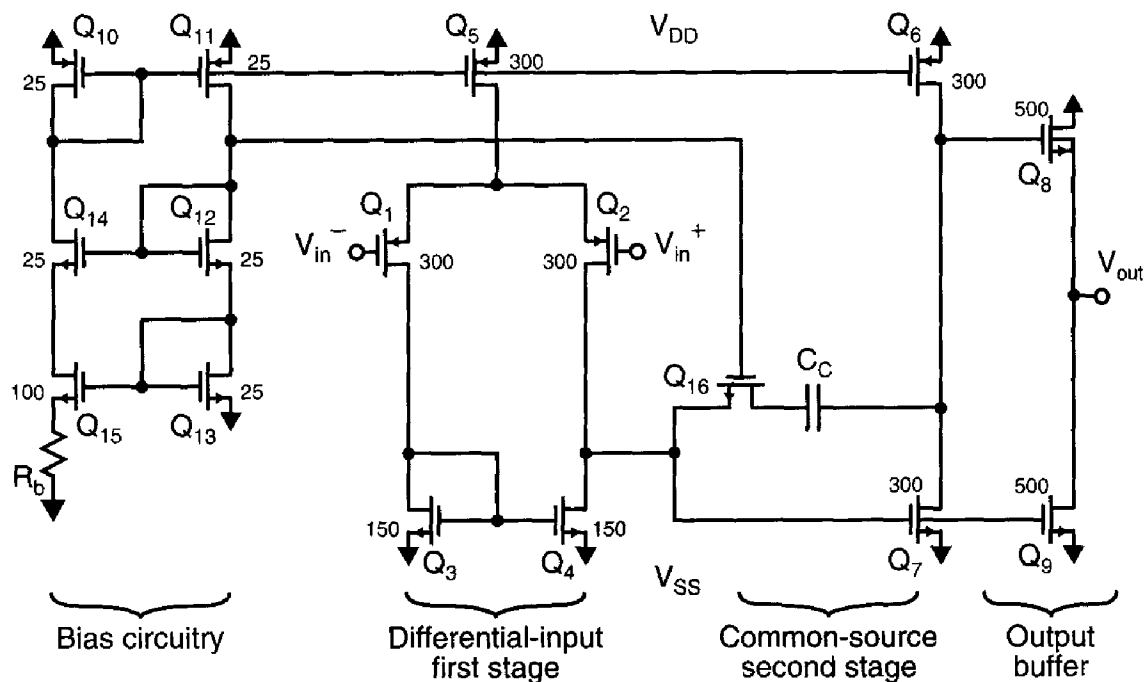 Q10 Q11 Q5 VDD Q6
25 25 300 300
500
Q8
Q14 Q12 Q1 Q2
Vin− Vin+
25 25 300 300
Vout
Q16 CC
100 25
Q15 Q13
Rb
300 500
150 150
Q3 Q4 Q7 Q9
VSS
Bias circuitry
Differential-input
first stage
Common-source
second stage
Output
buffer